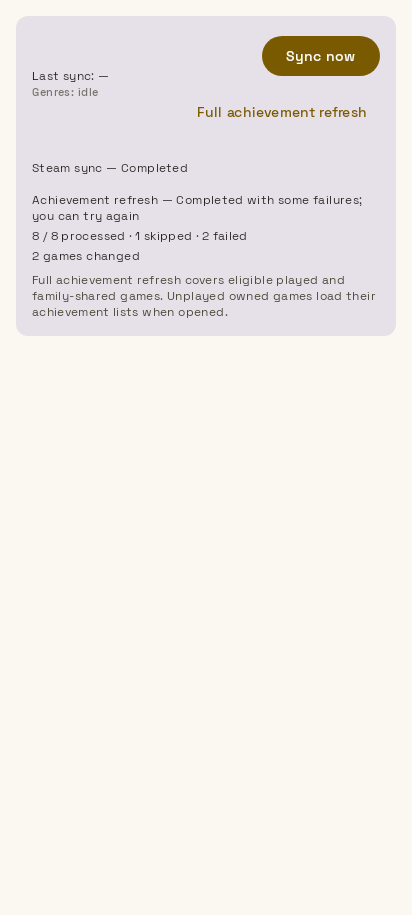 Sync now
Last sync: —
Genres: idle
Full achievement refresh
Steam sync — Completed
Achievement refresh — Completed with some failures;
you can try again
8 / 8 processed · 1 skipped · 2 failed
2 games changed
Full achievement refresh covers eligible played and
family-shared games. Unplayed owned games load their
achievement lists when opened.